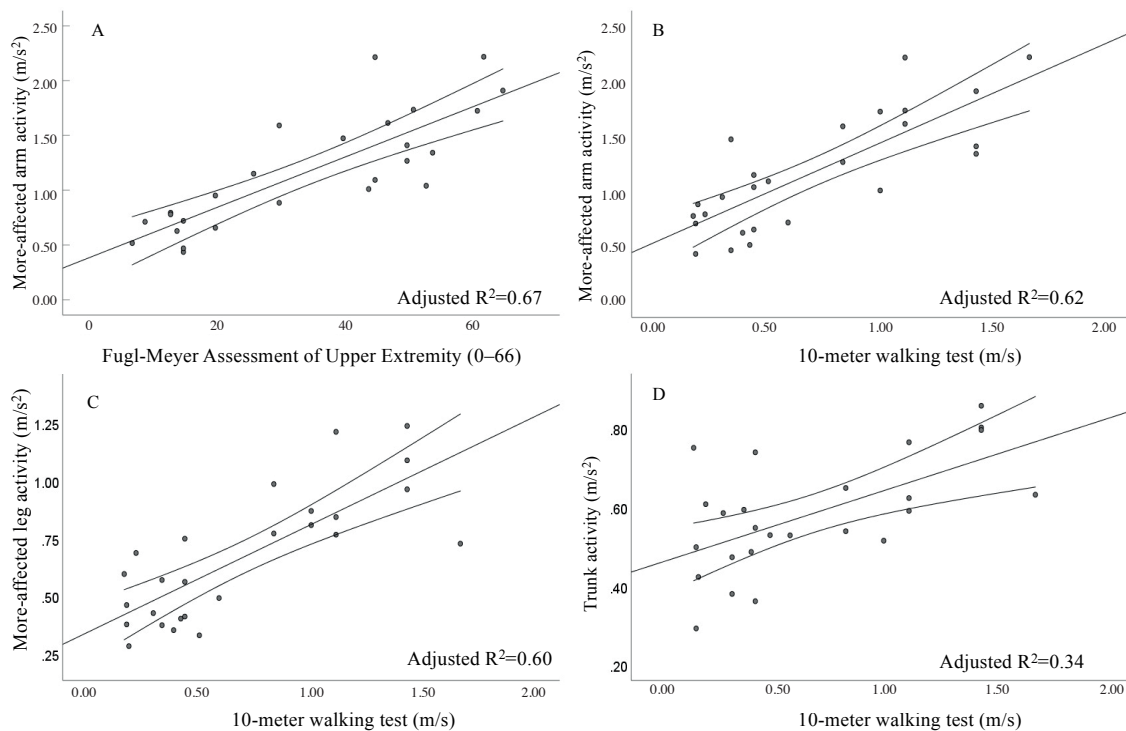 A
More-affected arm activity (m/s²)
2.50
2.00
1.50
1.00
0.50
0.00
Adjusted R²=0.67
0 20 40 60
Fugl-Meyer Assessment of Upper Extremity (0–66)
B
More-affected arm activity (m/s²)
2.50
2.00
1.50
1.00
0.50
0.00
Adjusted R²=0.62
0.00 0.50 1.00 1.50 2.00
10-meter walking test (m/s)
C
More-affected leg activity (m/s²)
1.25
1.00
.75
.50
.25
Adjusted R²=0.60
0.00 0.50 1.00 1.50 2.00
10-meter walking test (m/s)
D
Trunk activity (m/s²)
.80
.60
.40
.20
Adjusted R²=0.34
0.00 0.50 1.00 1.50 2.00
10-meter walking test (m/s)